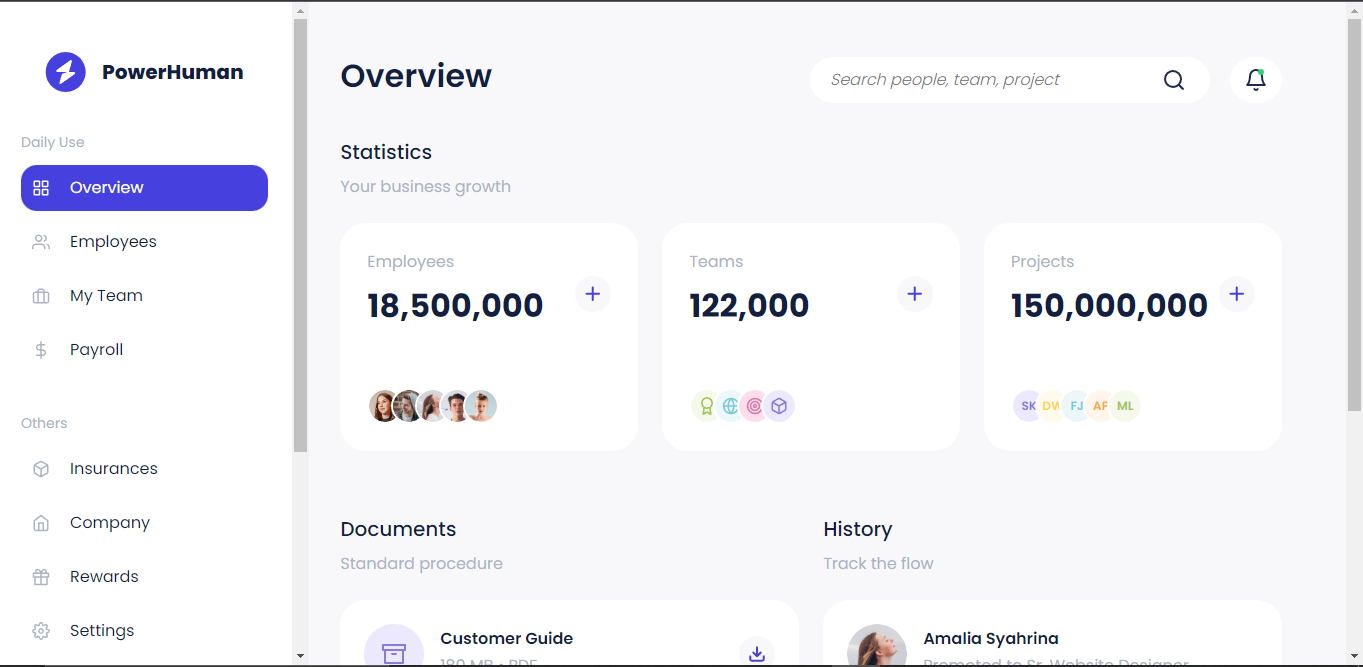 PowerHuman
Daily Use
Overview
Employees
My Team
Payroll
Others
Insurances
Company
Rewards
Settings
Overview
Search people, team, project
Statistics
Your business growth
Employees
18,500,000
Teams
122,000
Projects
150,000,000
SK DW FJ AF ML
Documents
Standard procedure
Customer Guide
180 MB • PDF
History
Track the flow
Amalia Syahrina
Promoted to Sr. Website Designer